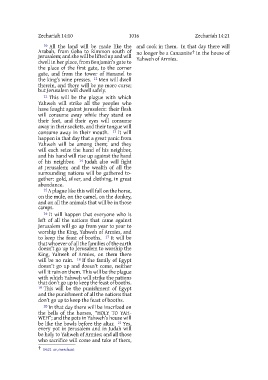 Zechariah 14:10 1016 Zechariah 14:21
10 All the land will be made like the
Arabah, from Geba to Rimmon south of
Jerusalem; and she will be lifted up and will
dwell in her place, from Benjamin's gate to
the place of the first gate, to the corner
gate, and from the tower of Hananel to
the king's wine presses. 11 Men will dwell
therein, and there will be no more curse;
but Jerusalem will dwell safely.
12 This will be the plague with which
Yahweh will strike all the peoples who
have fought against Jerusalem: their flesh
will consume away while they stand on
their feet, and their eyes will consume
away in their sockets, and their tongue will
consume away in their mouth. 13 It will
happen in that day that a great panic from
Yahweh will be among them; and they
will each seize the hand of his neighbor,
and his hand will rise up against the hand
of his neighbor. 14 Judah also will fight
at Jerusalem; and the wealth of all the
surrounding nations will be gathered to-
gether: gold, silver, and clothing, in great
abundance.
15 A plague like this will fall on the horse,
on the mule, on the camel, on the donkey,
and on all the animals that will be in those
camps.
16 It will happen that everyone who is
left of all the nations that came against
Jerusalem will go up from year to year to
worship the King, Yahweh of Armies, and
to keep the feast of booths. 17 It will be
that whoever of all the families of the earth
doesn't go up to Jerusalem to worship the
King, Yahweh of Armies, on them there
will be no rain. 18 If the family of Egypt
doesn't go up and doesn't come, neither
will it rain on them. This will be the plague
with which Yahweh will strike the nations
that don't go up to keep the feast of booths.
19 This will be the punishment of Egypt
and the punishment of all the nations that
don't go up to keep the feast of booths.
20 In that day there will be inscribed on
the bells of the horses, "HOLY TO YAH-
WEH"; and the pots in Yahweh's house will
be like the bowls before the altar. 21 Yes,
every pot in Jerusalem and in Judah will
be holy to Yahweh of Armies; and all those
who sacrifice will come and take of them,
and cook in them. In that day there will
no longer be a Canaanite† in the house of
Yahweh of Armies.
† 14:21 or, merchant